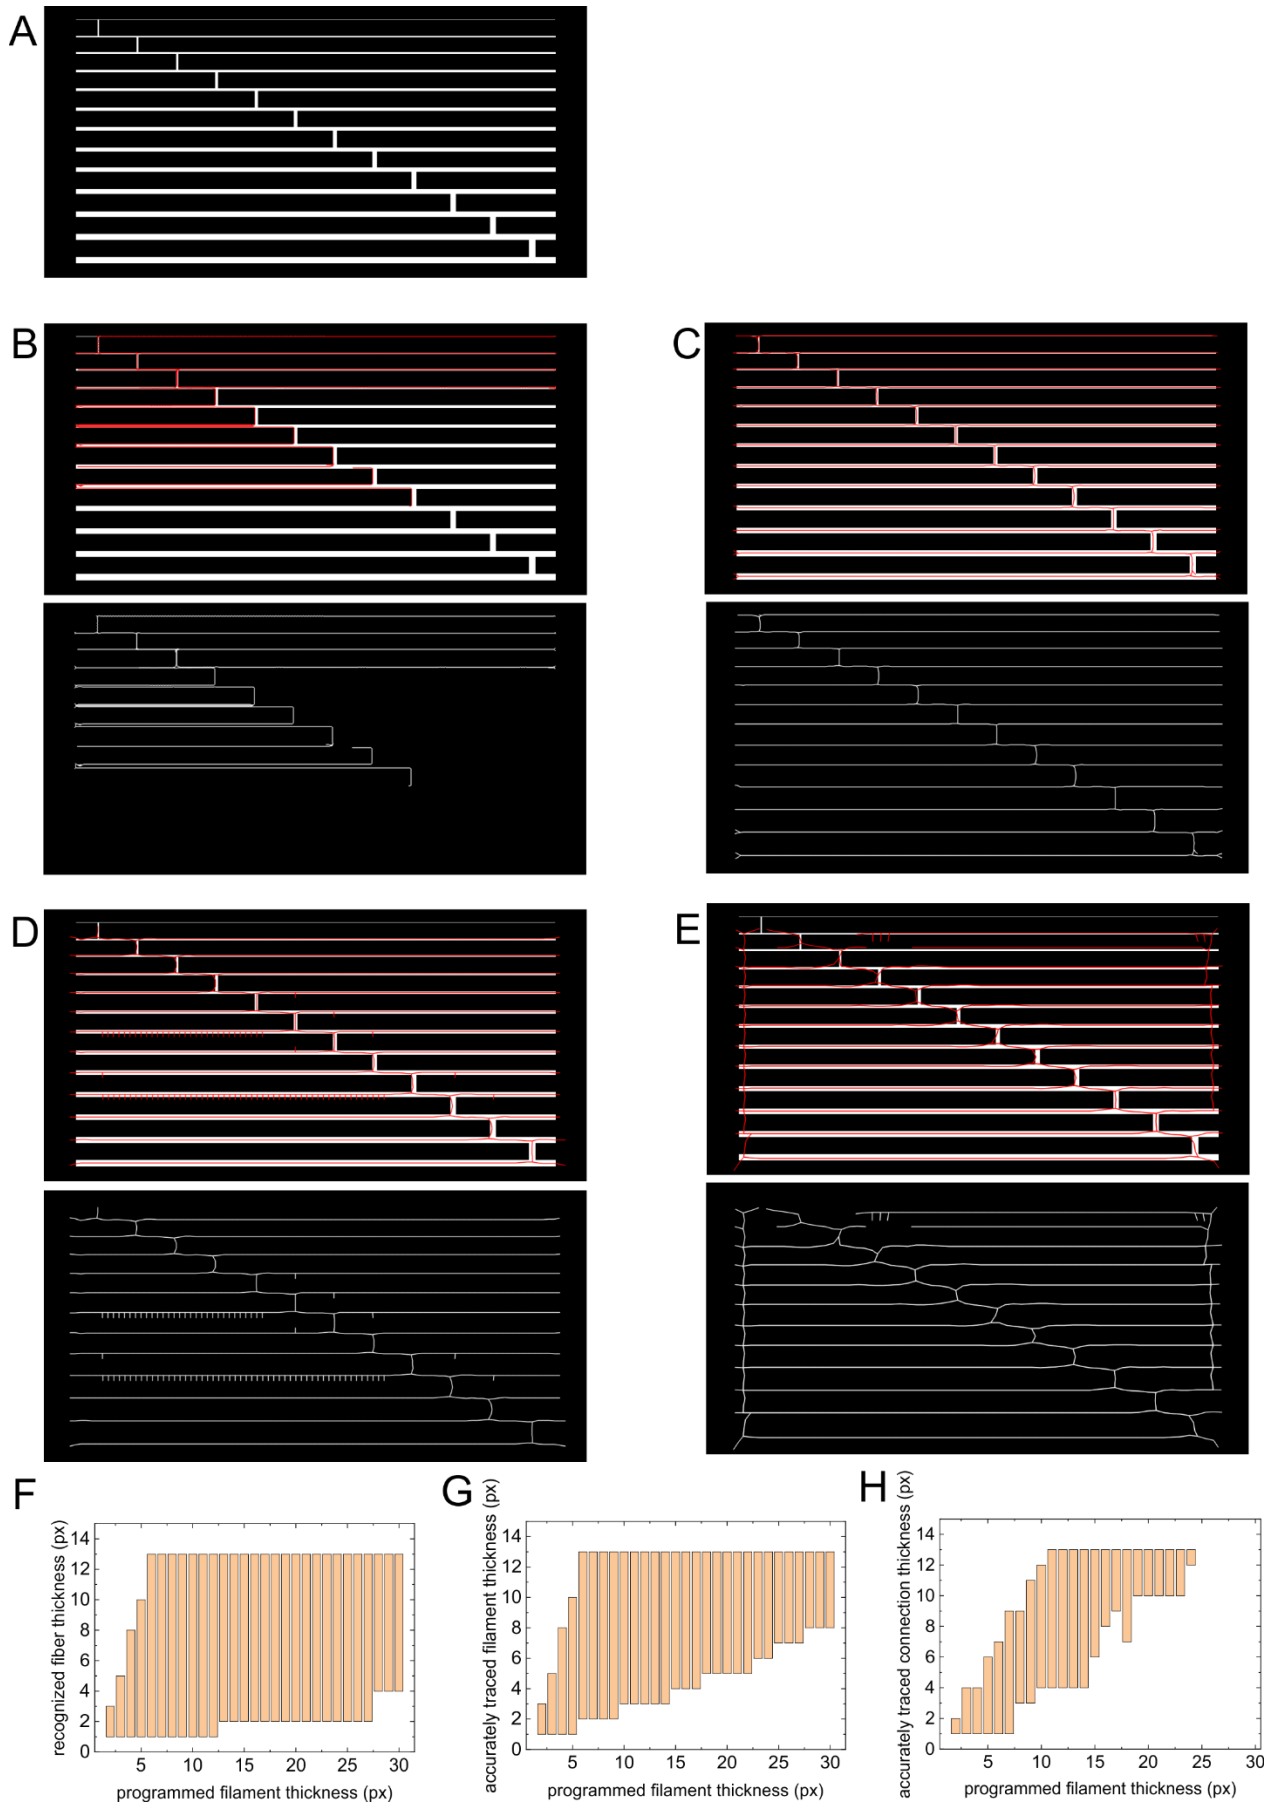 A
B
C
D
E
F
recognized fiber thickness (px)
14
12
10
8
6
4
2
0
5 10 15 20 25 30
programmed filament thickness (px)
G
accurately traced filament thickness (px)
14
12
10
8
6
4
2
0
5 10 15 20 25 30
programmed filament thickness (px)
H
accurately traced connection thickness (px)
14
12
10
8
6
4
2
0
5 10 15 20 25 30
programmed filament thickness (px)